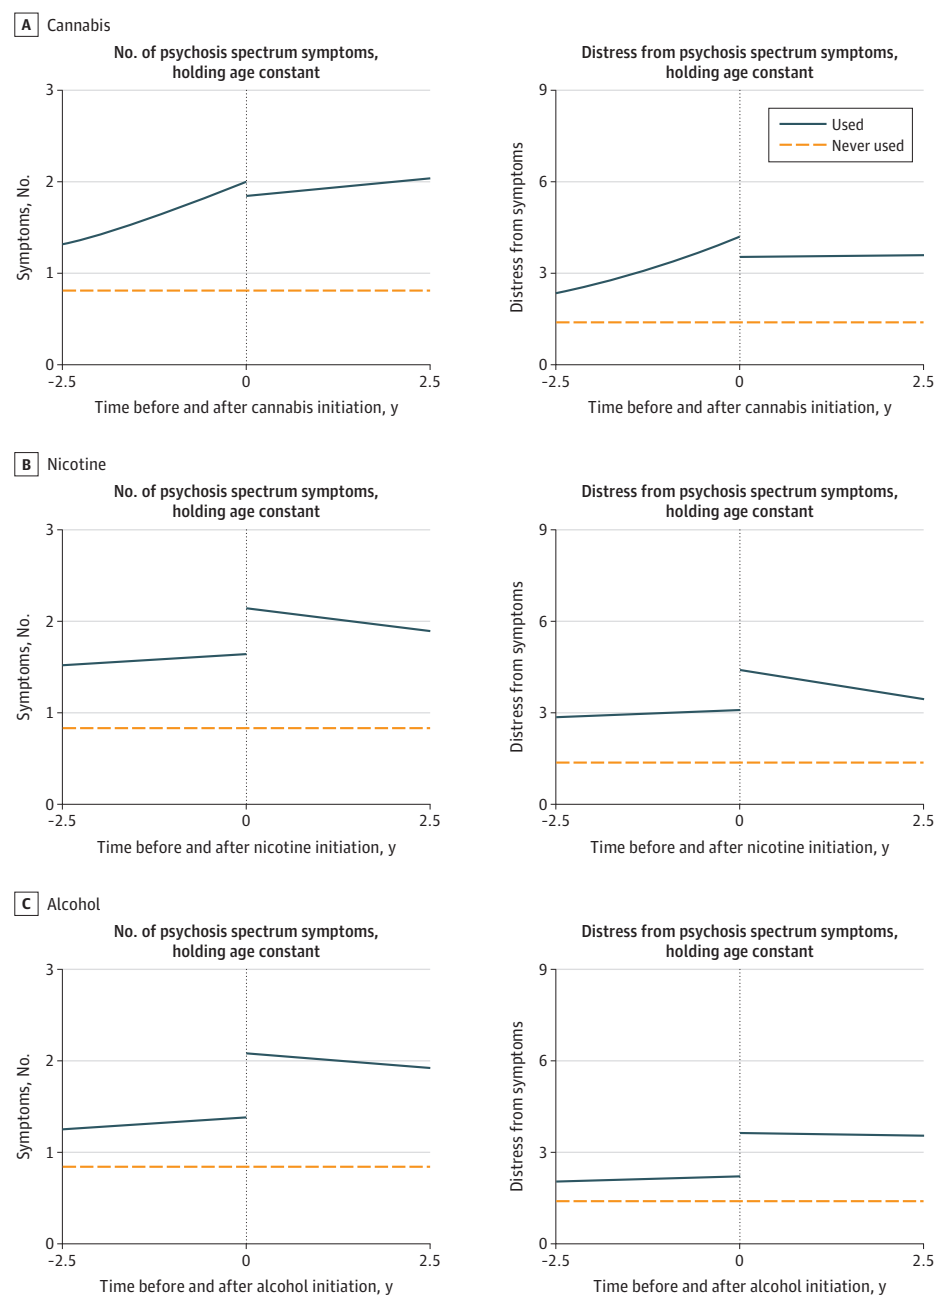 A Cannabis
No. of psychosis spectrum symptoms,
holding age constant
3
2
1
0
Symptoms, No.
-2.5 0 2.5
Time before and after cannabis initiation, y
Distress from psychosis spectrum symptoms,
holding age constant
9
6
3
0
Distress from symptoms
Used
Never used
-2.5 0 2.5
Time before and after cannabis initiation, y
B Nicotine
No. of psychosis spectrum symptoms,
holding age constant
3
2
1
0
Symptoms, No.
-2.5 0 2.5
Time before and after nicotine initiation, y
Distress from psychosis spectrum symptoms,
holding age constant
9
6
3
0
Distress from symptoms
-2.5 0 2.5
Time before and after nicotine initiation, y
C Alcohol
No. of psychosis spectrum symptoms,
holding age constant
3
2
1
0
Symptoms, No.
-2.5 0 2.5
Time before and after alcohol initiation, y
Distress from psychosis spectrum symptoms,
holding age constant
9
6
3
0
Distress from symptoms
-2.5 0 2.5
Time before and after alcohol initiation, y